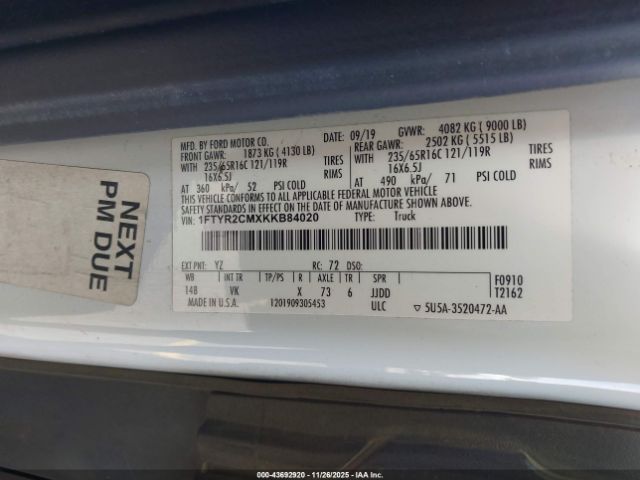 MFD. BY FORD MOTOR CO.
09/19
GVWR: 4082 KG ( 9000 LB)
FRONT GAWR: 1873 KG ( 4130 LB)
REAR GAWR: 2502 KG ( 5515 LB)
WITH 235/65R16C 121/119R TIRES
WITH 235/65R16C 121/119R TIRES
16X6.5J RIMS
16X6.5J RIMS
AT 360 kPa/ 52 PSI COLD
AT 490 kPa/ 71 PSI COLD
THIS VEHICLE CONFORMS TO ALL APPLICABLE FEDERAL MOTOR VEHICLE
SAFETY STANDARDS IN EFFECT ON THE DATE OF MANUFACTURE SHOWN ABOVE.
VIN: 1FTYR2CMXKKB84020
TYPE: Truck
EXT PNT: YZ RC: 72 DSO:
WB INT TR TP/PS R AXLE TR SPR
148 VK X 73 6 JJDD
F0910
T2162
MADE IN U.S.A. 1201909305453 ULC
5U5A-3520472-AA
NEXT
PM DUE
000-43692920 | 11/26/2025 | IAA, Inc.